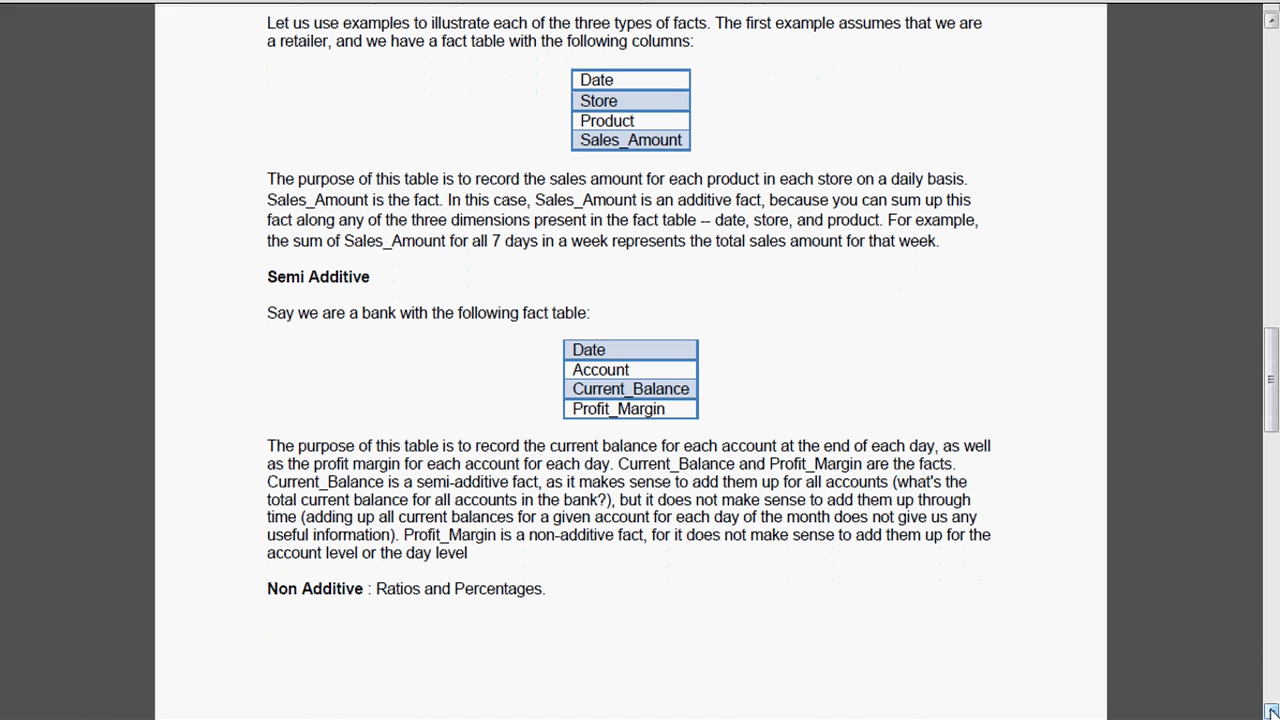 Let us use examples to illustrate each of the three types of facts. The first example assumes that we are
a retailer, and we have a fact table with the following columns:
Date
Store
Product
Sales_Amount
The purpose of this table is to record the sales amount for each product in each store on a daily basis.
Sales_Amount is the fact. In this case, Sales_Amount is an additive fact, because you can sum up this
fact along any of the three dimensions present in the fact table -- date, store, and product. For example,
the sum of Sales_Amount for all 7 days in a week represents the total sales amount for that week.
Semi Additive
Say we are a bank with the following fact table:
Date
Account
Current_Balance
Profit_Margin
The purpose of this table is to record the current balance for each account at the end of each day, as well
as the profit margin for each account for each day. Current_Balance and Profit_Margin are the facts.
Current_Balance is a semi-additive fact, as it makes sense to add them up for all accounts (what's the
total current balance for all accounts in the bank?), but it does not make sense to add them up through
time (adding up all current balances for a given account for each day of the month does not give us any
useful information). Profit_Margin is a non-additive fact, for it does not make sense to add them up for the
account level or the day level
Non Additive : Ratios and Percentages.